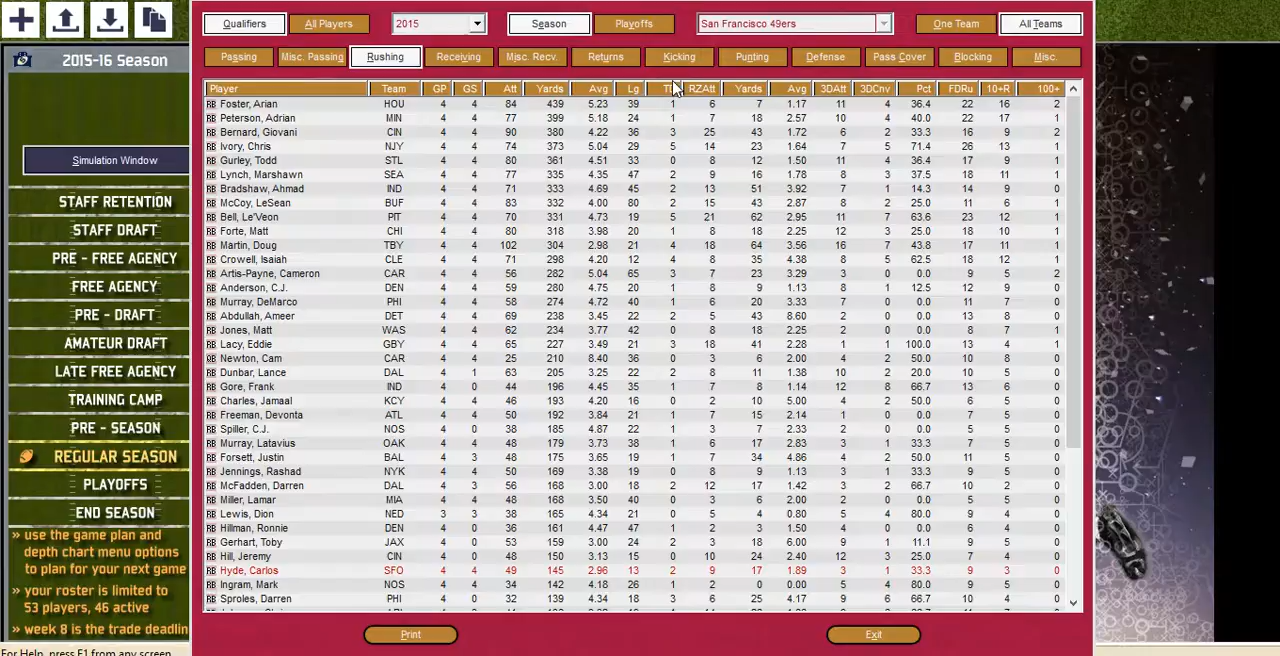 Qualifiers All Players 2015 Season Playoffs San Francisco 49ers One Team All Teams
Passing Misc. Passing Rushing Receiving Misc. Recv. Returns Kicking Punting Defense Pass Cover Blocking Misc.
Player Team GP GS Att Yards Avg Lg RZAtt Yards Avg 3DAtt 3DCnv Pct FDRu 10+R 100+
RB Foster, Arian HOU 4 4 84 439 5.23 39 1 6 7 1.17 11 4 36.4 22 16 2
RB Peterson, Adrian MIN 4 4 77 399 5.18 24 1 7 18 2.57 10 4 40.0 22 17 1
RB Bernard, Giovani CIN 4 4 90 380 4.22 36 3 25 43 1.72 6 2 33.3 16 9 2
RB Ivory, Chris NJY 4 4 74 373 5.04 29 5 14 23 1.64 7 5 71.4 26 13 1
RB Gurley, Todd STL 4 4 80 361 4.51 33 0 8 12 1.50 11 4 36.4 17 9 1
RB Lynch, Marshawn SEA 4 4 77 335 4.35 47 2 9 16 1.78 8 3 37.5 18 11 1
RB Bradshaw, Ahmad IND 4 4 71 333 4.69 45 2 13 51 3.92 7 1 14.3 14 9 0
RB McCoy, LeSean BUF 4 4 83 332 4.00 80 2 15 43 2.87 8 2 25.0 11 6 1
RB Bell, Le'Veon PIT 4 4 70 331 4.73 19 5 21 62 2.95 11 7 63.6 23 12 1
RB Forte, Matt CHI 4 4 80 318 3.98 20 1 8 18 2.25 12 3 25.0 18 10 1
RB Martin, Doug TBY 4 4 102 304 2.98 21 4 18 64 3.56 16 7 43.8 17 11 1
RB Crowell, Isaiah CLE 4 4 71 298 4.20 12 4 8 35 4.38 8 5 62.5 18 12 1
RB Artis-Payne, Cameron CAR 4 4 56 282 5.04 65 3 7 23 3.29 3 0 0.0 9 5 2
RB Anderson, C.J. DEN 4 4 59 280 4.75 20 1 8 9 1.13 8 1 12.5 12 9 0
RB Murray, DeMarco PHI 4 4 58 274 4.72 40 1 6 20 3.33 7 0 0.0 11 7 0
RB Abdullah, Ameer DET 4 4 69 238 3.45 22 2 5 43 8.60 2 0 0.0 13 8 0
RB Jones, Matt WAS 4 4 62 234 3.77 42 0 8 18 2.25 2 0 0.0 8 7 1
RB Lacy, Eddie GBY 4 4 65 227 3.49 21 3 18 41 2.28 1 1 100.0 13 4 1
RB Newton, Cam CAR 4 4 25 210 8.40 36 0 3 6 2.00 4 2 50.0 10 8 0
RB Dunbar, Lance DAL 4 1 63 205 3.25 22 2 8 11 1.38 10 2 20.0 10 5 0
RB Gore, Frank IND 4 0 44 196 4.45 35 1 7 8 1.14 12 8 66.7 13 6 0
RB Charles, Jamaal KCY 4 4 46 193 4.20 16 0 2 10 5.00 4 2 50.0 6 5 0
RB Freeman, Devonta ATL 4 4 50 192 3.84 21 1 7 15 2.14 1 0 0.0 7 5 0
RB Spiller, C.J. NOS 4 0 38 185 4.87 22 1 3 7 2.33 2 0 0.0 5 5 0
RB Murray, Latavius OAK 4 4 48 179 3.73 38 1 6 17 2.83 3 1 33.3 9 5 0
RB Forsett, Justin BAL 4 3 48 175 3.65 19 1 7 34 4.86 4 2 50.0 11 5 0
RB Jennings, Rashad NYK 4 4 50 169 3.38 19 0 8 9 1.13 3 1 33.3 9 5 0
RB McFadden, Darren DAL 4 3 56 168 3.00 18 2 12 17 1.42 3 2 66.7 10 2 0
RB Miller, Lamar MIA 4 4 48 168 3.50 40 0 3 6 2.00 2 0 0.0 5 5 0
RB Lewis, Dion NED 3 3 38 165 4.34 21 0 5 4 0.80 5 4 80.0 9 4 0
RB Hillman, Ronnie DEN 4 0 36 161 4.47 47 1 2 3 1.50 4 0 0.0 6 4 0
RB Gerhart, Toby JAX 4 0 53 159 3.00 24 2 3 18 6.00 9 1 11.1 9 5 0
RB Hill, Jeremy CIN 4 0 48 150 3.13 15 0 10 24 2.40 12 3 25.0 7 4 0
RB Hyde, Carlos SFO 4 4 49 145 2.96 13 2 9 17 1.89 3 1 33.3 9 3 0
RB Ingram, Mark NOS 4 4 34 142 4.18 26 1 2 0 0.00 5 4 80.0 9 5 0
RB Sproles, Darren PHI 4 0 32 139 4.34 18 3 6 25 4.17 9 6 66.7 10 4 0
Print Exit
2015-16 Season
Simulation Window
STAFF RETENTION
STAFF DRAFT
PRE - FREE AGENCY
FREE AGENCY
PRE - DRAFT
AMATEUR DRAFT
LATE FREE AGENCY
TRAINING CAMP
PRE - SEASON
REGULAR SEASON
PLAYOFFS
END SEASON
» use the game plan and
depth chart menu options
to plan for your next game
» your roster is limited to
53 players, 46 active
» week 8 is the trade deadlin
For Help, press F1 from any screen